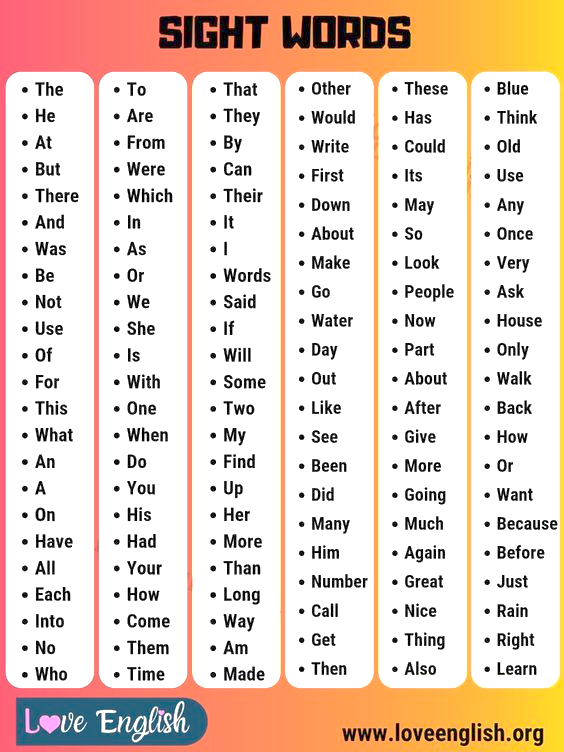 SIGHT WORDS
• The
• He
• At
• But
• There
• And
• Was
• Be
• Not
• Use
• Of
• For
• This
• What
• An
• A
• On
• Have
• All
• Each
• Into
• No
• Who
• To
• Are
• From
• Were
• Which
• In
• As
• Or
• We
• She
• Is
• With
• One
• When
• Do
• You
• His
• Had
• Your
• How
• Come
• Them
• Time
• That
• They
• By
• Can
• Their
• It
• I
• Words
• Said
• If
• Will
• Some
• Two
• My
• Find
• Up
• Her
• More
• Than
• Long
• Way
• Am
• Made
• Other
• Would
• Write
• First
• Down
• About
• Make
• Go
• Water
• Day
• Out
• Like
• See
• Been
• Did
• Many
• Him
• Number
• Call
• Get
• Then
• These
• Has
• Could
• Its
• May
• So
• Look
• People
• Now
• Part
• About
• After
• Give
• More
• Going
• Much
• Again
• Great
• Nice
• Thing
• Also
• Blue
• Think
• Old
• Use
• Any
• Once
• Very
• Ask
• House
• Only
• Walk
• Back
• How
• Or
• Want
• Because
• Before
• Just
• Rain
• Right
• Learn
Love English
www.loveenglish.org